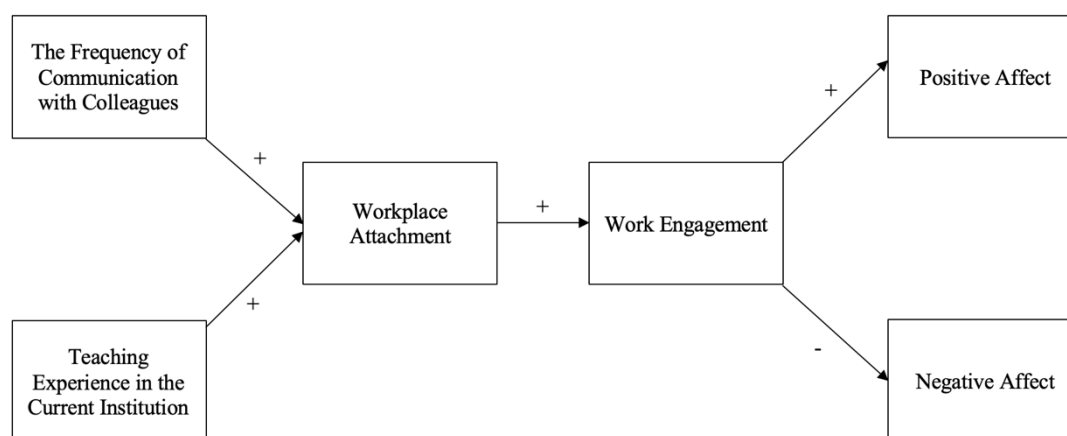 The Frequency of
Communication
with Colleagues
+
Teaching
Experience in the
Current Institution
+
Workplace
Attachment
+
Work Engagement
+
Positive Affect
-
Negative Affect